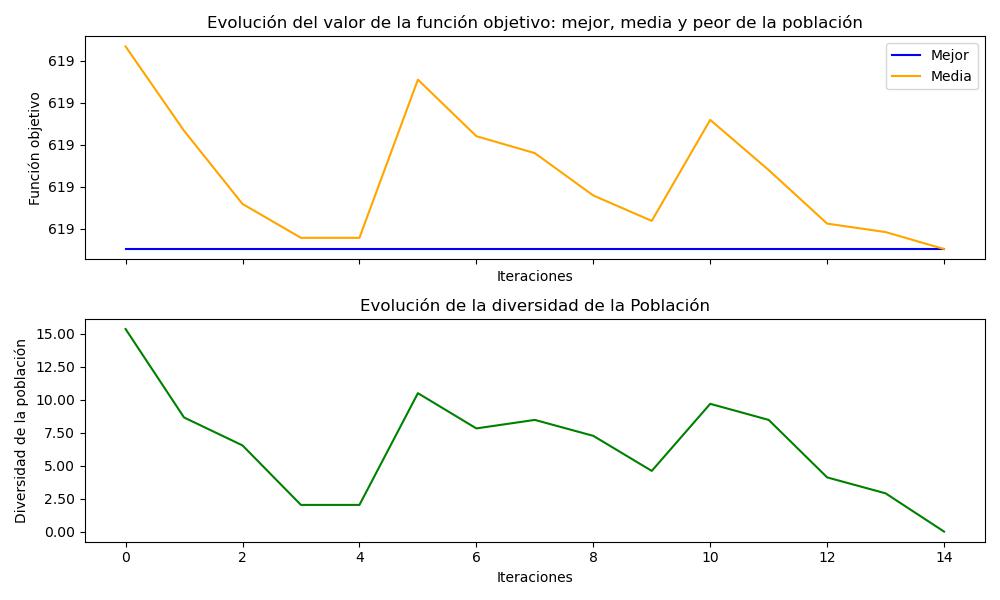 Evolución del valor de la función objetivo: mejor, media y peor de la población
619
619
619
619
619
Función objetivo
Mejor
Media
Iteraciones
Evolución de la diversidad de la Población
15.00
12.50
10.00
7.50
5.00
2.50
0.00
Diversidad de la población
0 2 4 6 8 10 12 14
Iteraciones